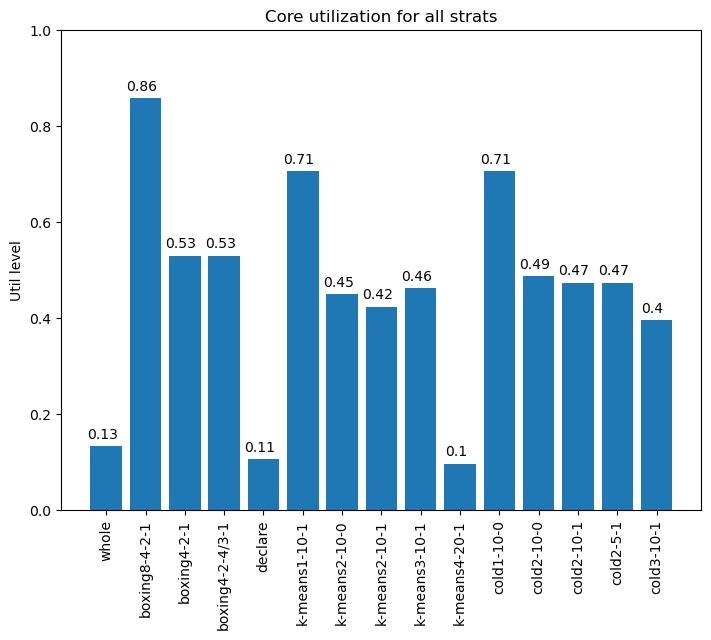 Core utilization for all strats
Util level
1.0
0.8
0.6
0.4
0.2
0.0
0.13
0.86
0.53
0.53
0.11
0.71
0.45
0.42
0.46
0.1
0.71
0.49
0.47
0.47
0.4
whole
boxing8-4-2-1
boxing4-2-1
boxing4-2-4/3-1
declare
k-means1-10-1
k-means2-10-0
k-means2-10-1
k-means3-10-1
k-means4-20-1
cold1-10-0
cold2-10-0
cold2-10-1
cold2-5-1
cold3-10-1